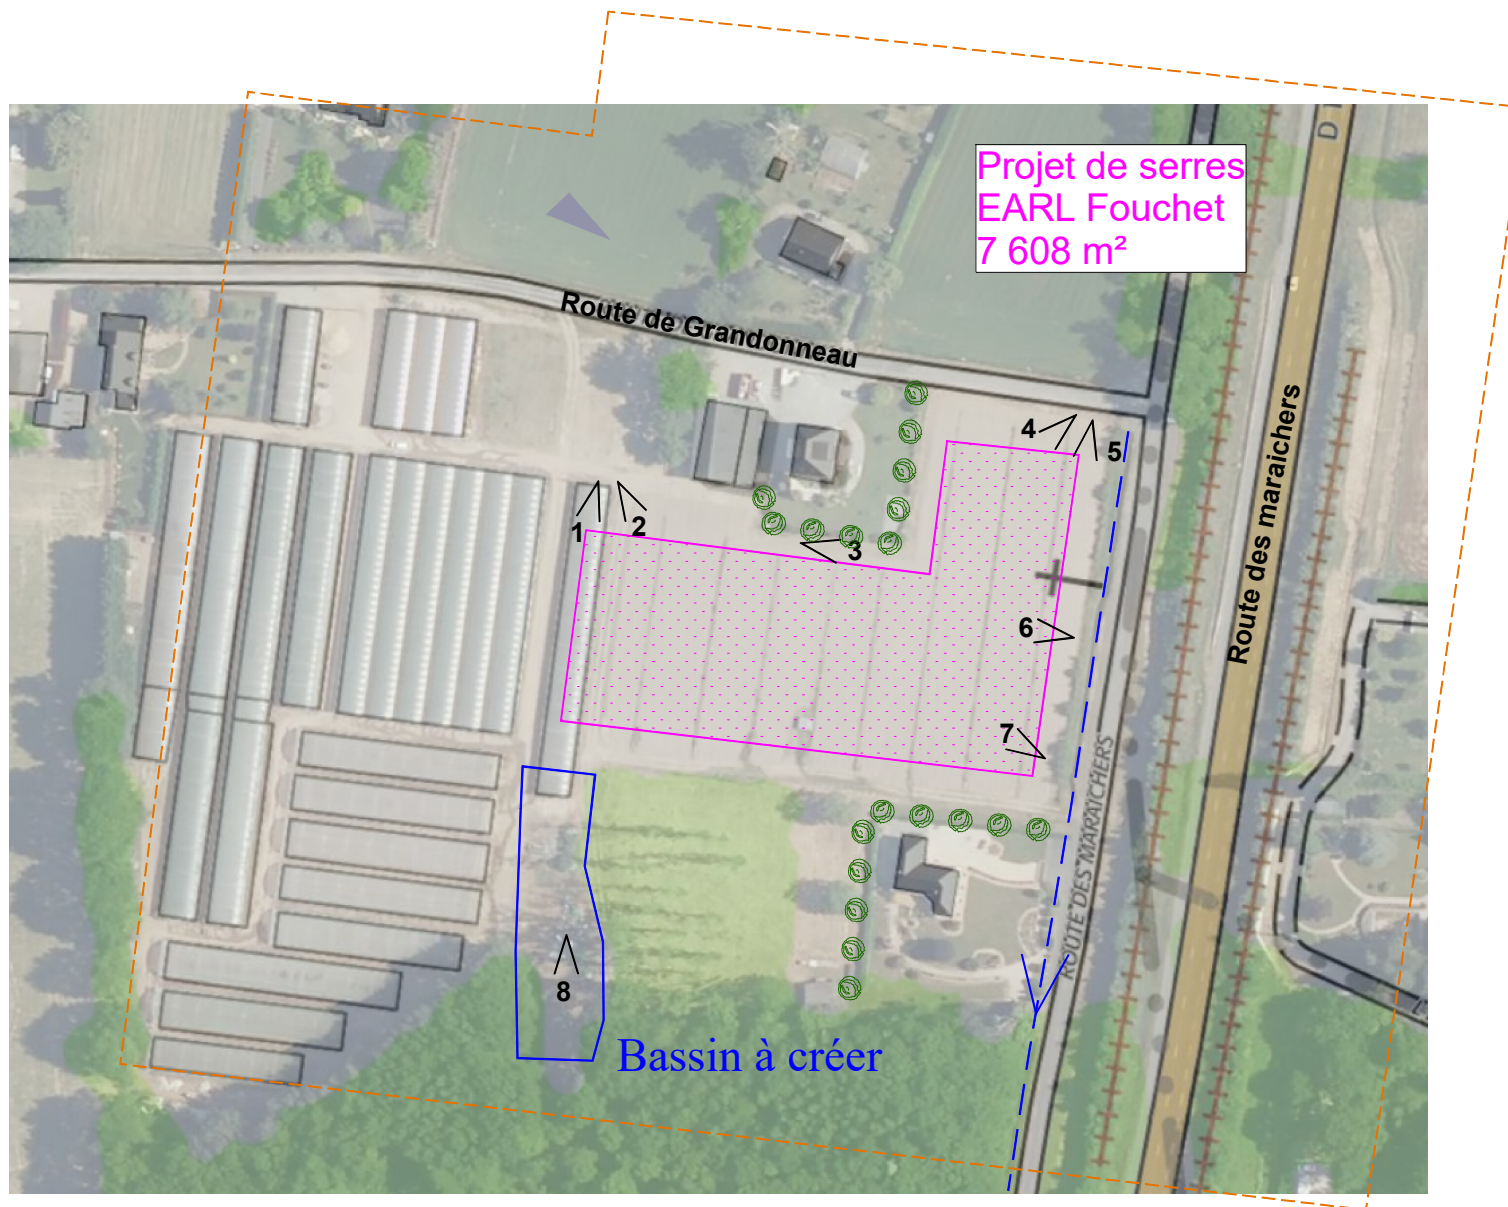 D
Projet de serres
EARL Fouchet
7 608 m²
Route de Grandonneau
Route des maraichers
4
5
1
2
3
6
7
ROUTE DES MARAICHERS
8
Bassin à créer